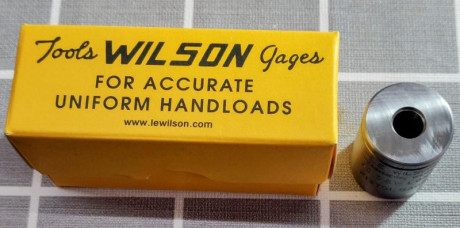 Tools WILSON Gages
FOR ACCURATE
UNIFORM HANDLOADS
www.lewilson.com